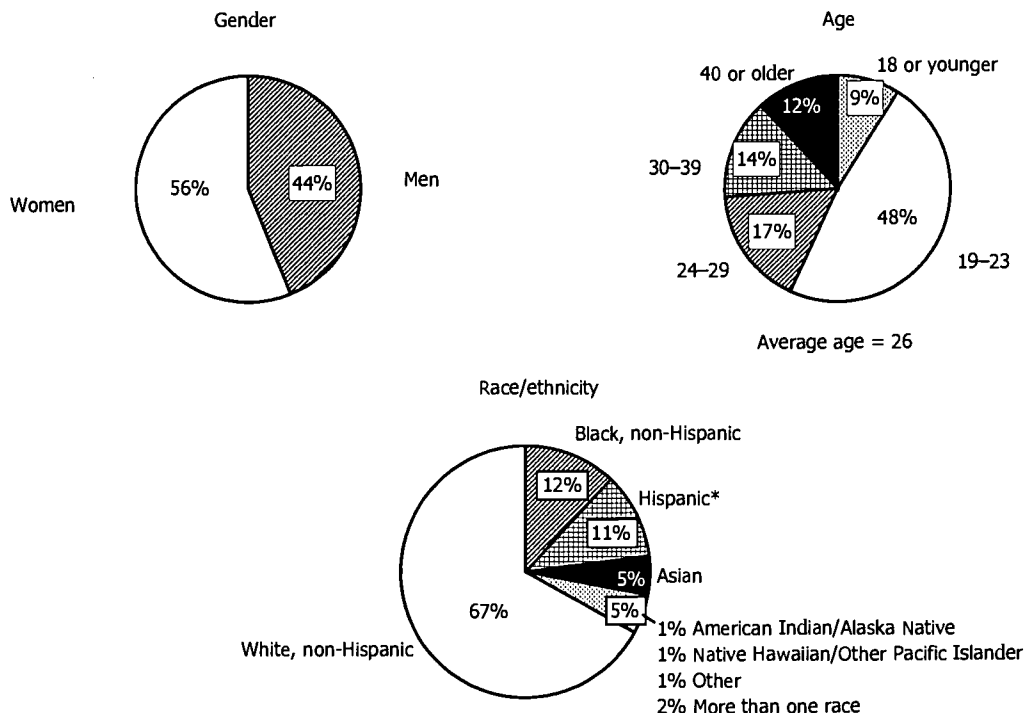 Gender
Women
56%
44%
Men
Age
40 or older
18 or younger
12%
9%
30–39
14%
17%
48%
24–29
19–23
Average age = 26
Race/ethnicity
Black, non-Hispanic
12%
Hispanic*
11%
5%
Asian
5%
67%
White, non-Hispanic
1% American Indian/Alaska Native
1% Native Hawaiian/Other Pacific Islander
1% Other
2% More than one race